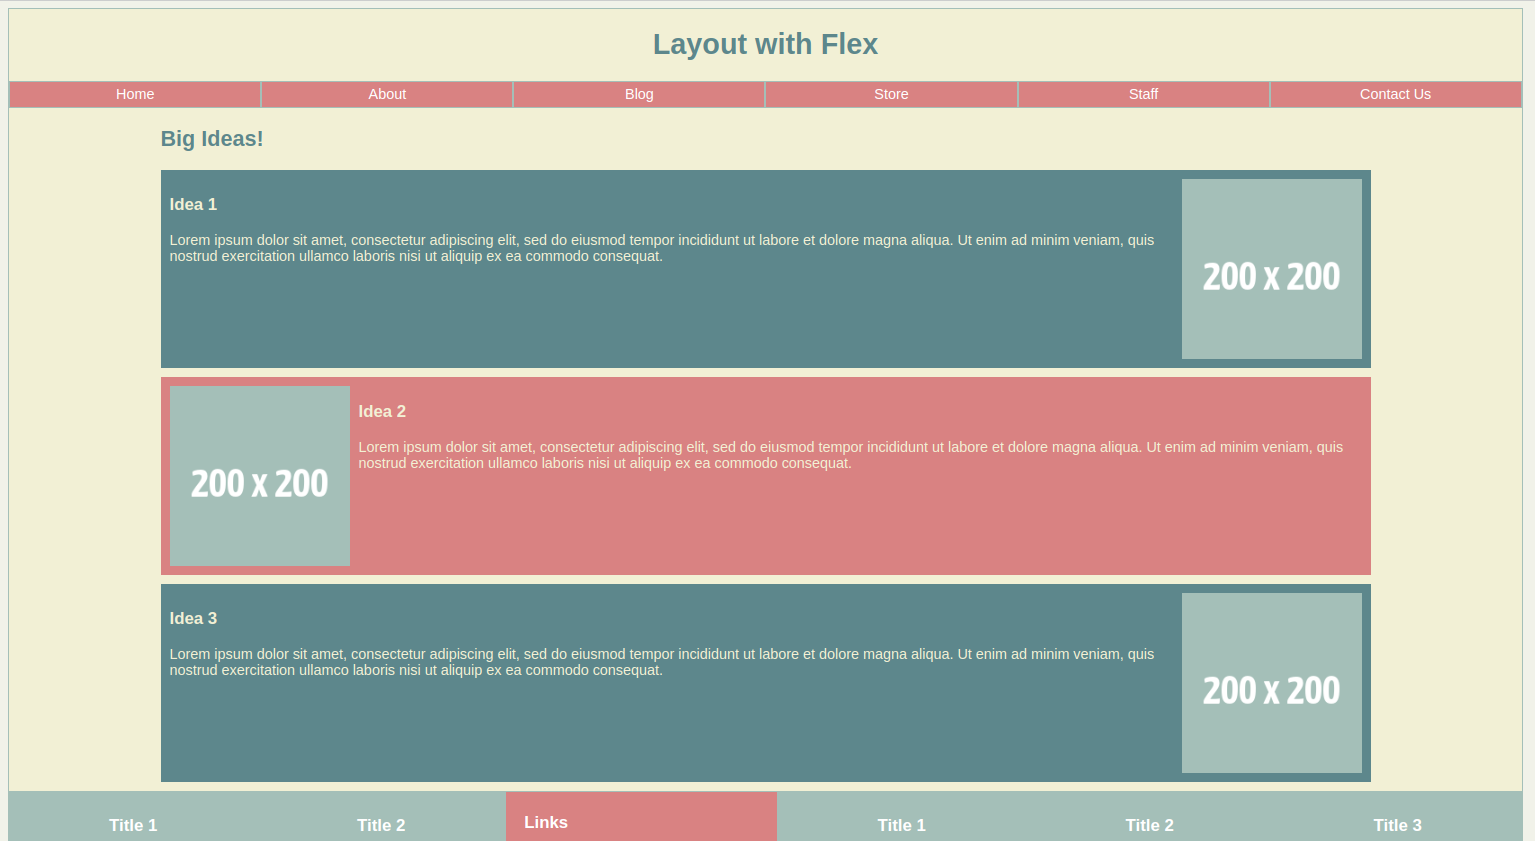 Layout with Flex
Home About Blog Store Staff Contact Us
Big Ideas!
Idea 1
Lorem ipsum dolor sit amet, consectetur adipiscing elit, sed do eiusmod tempor incididunt ut labore et dolore magna aliqua. Ut enim ad minim veniam, quis
nostrud exercitation ullamco laboris nisi ut aliquip ex ea commodo consequat.
200 x 200
200 x 200
Idea 2
Lorem ipsum dolor sit amet, consectetur adipiscing elit, sed do eiusmod tempor incididunt ut labore et dolore magna aliqua. Ut enim ad minim veniam, quis
nostrud exercitation ullamco laboris nisi ut aliquip ex ea commodo consequat.
Idea 3
Lorem ipsum dolor sit amet, consectetur adipiscing elit, sed do eiusmod tempor incididunt ut labore et dolore magna aliqua. Ut enim ad minim veniam, quis
nostrud exercitation ullamco laboris nisi ut aliquip ex ea commodo consequat.
200 x 200
Title 1 Title 2 Links Title 1 Title 2 Title 3